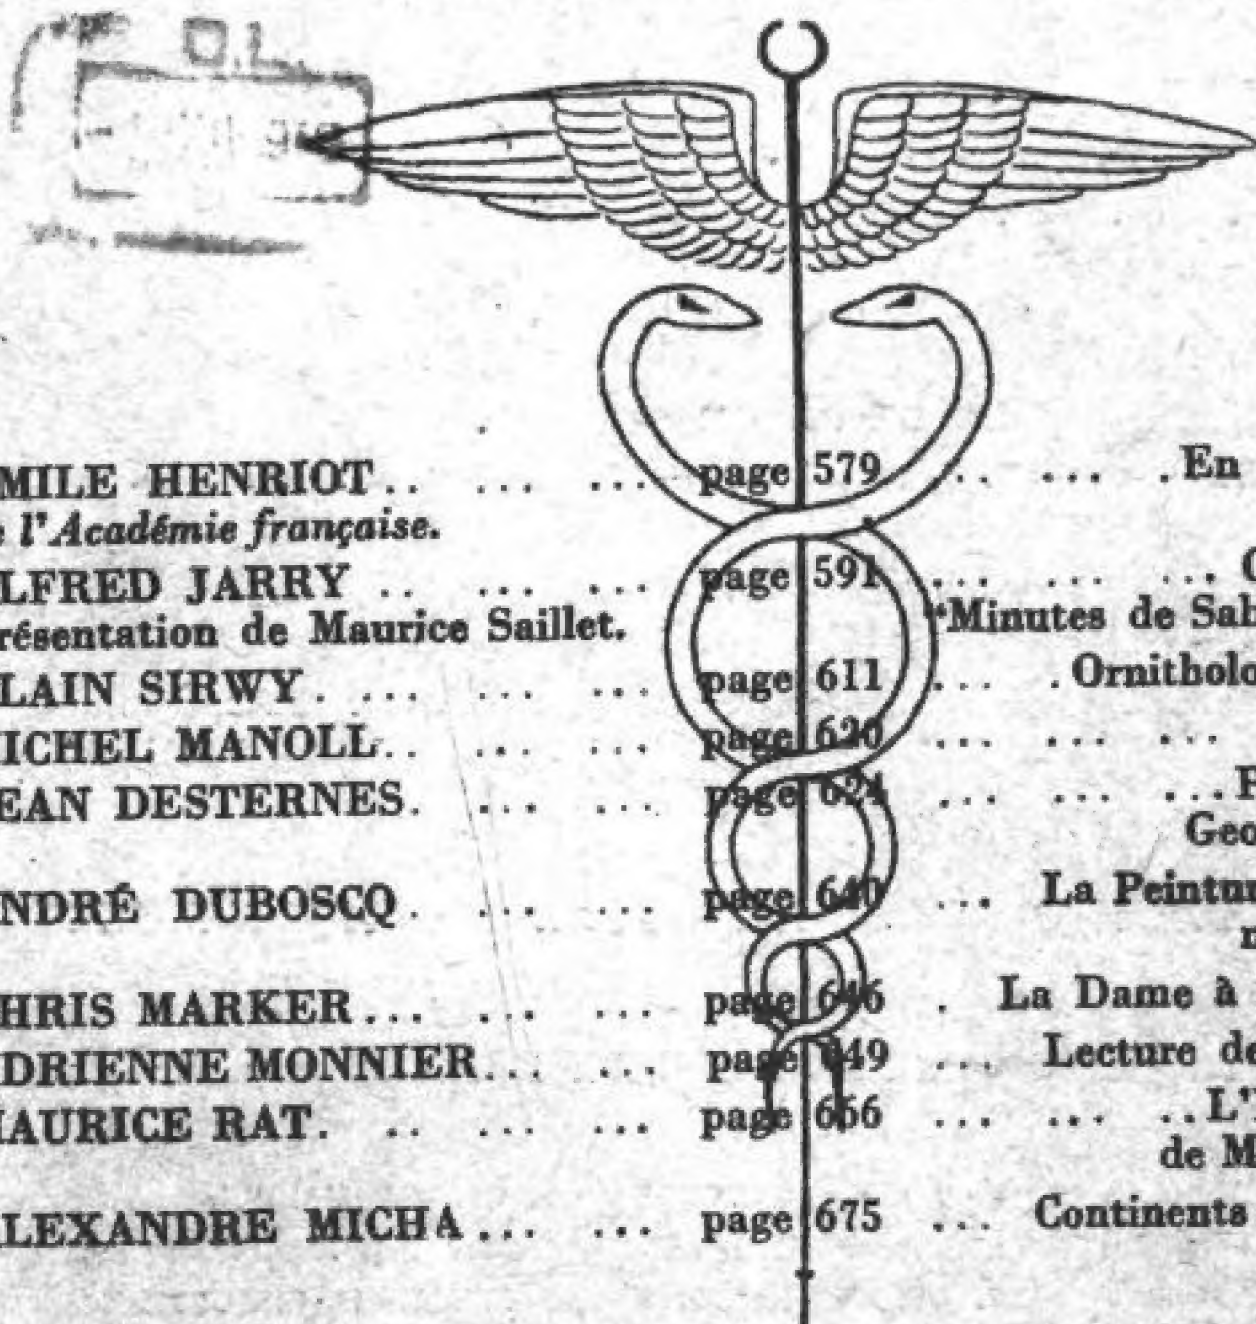 D.L.
MILE HENRIOT.. ... ... page 579 .. ... .En
e l'Académie française.
LFRED JARRY .. ... ... page 591 ... ... ...
résentation de Maurice Saillet. "Minutes de Sab
LAIN SIRWY. ... ... ... page 611 ... .Ornitholo
ICHEL MANOLL.. ... ... page 620 ... ... ...
EAN DESTERNES. ... ... page 624 ... ... ...F
Geo
NDRÉ DUBOSCQ. ... ... page 640 ... La Peintur
HRIS MARKER... ... ... page 646 . La Dame à
DRIENNE MONNIER... ... page 649 ... Lecture de
AURICE RAT. .. ... ... page 666 ... ... ..L'
de M
LEXANDRE MICHA... ... page 675 ... Continents